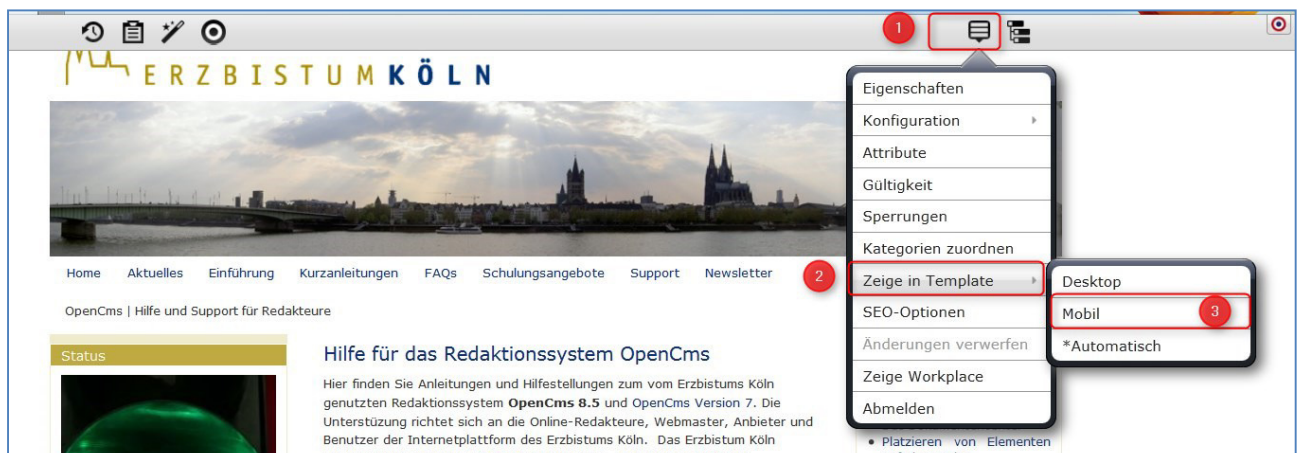 1
ERZBISTUM KÖLN
Eigenschaften
Konfiguration
Attribute
Gültigkeit
Sperrungen
Kategorien zuordnen
2
Zeige in Template
SEO-Optionen
Änderungen verwerfen
Zeige Workplace
Abmelden
Desktop
Mobil
3
*Automatisch
Home Aktuelles Einführung Kurzanleitungen FAQs Schulungsangebote Support Newsletter
OpenCms | Hilfe und Support für Redakteure
Status
Hilfe für das Redaktionssystem OpenCms
Hier finden Sie Anleitungen und Hilfestellungen zum vom Erzbistums Köln
genutzten Redaktionssystem OpenCms 8.5 und OpenCms Version 7. Die
Unterstüzung richtet sich an die Online-Redakteure, Webmaster, Anbieter und
Benutzer der Internetplattform des Erzbistums Köln. Das Erzbistum Köln
• Platzieren von Elementen